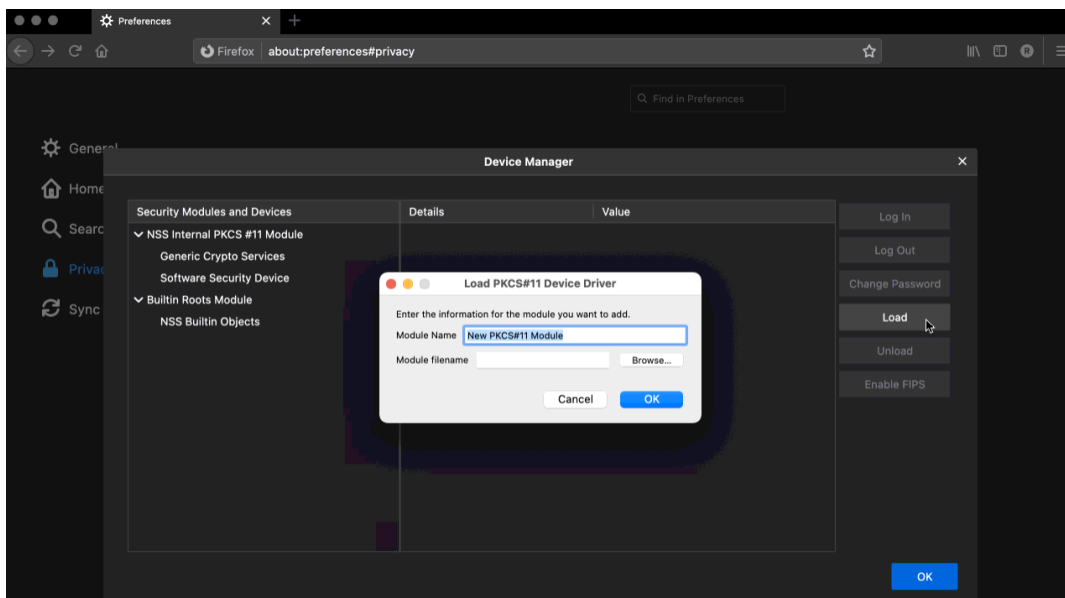 Preferences
Firefox about:preferences#privacy
Find in Preferences
General
Device Manager
Home
Security Modules and Devices Details Value
Log In
Searc
NSS Internal PKCS #11 Module
Generic Crypto Services
Log Out
Privac
Software Security Device
Load PKCS#11 Device Driver
Change Password
Builtin Roots Module
Sync
Enter the information for the module you want to add.
Load
NSS Builtin Objects
Module Name New PKCS#11 Module
Module filename Browse...
Unload
Enable FIPS
Cancel OK
OK